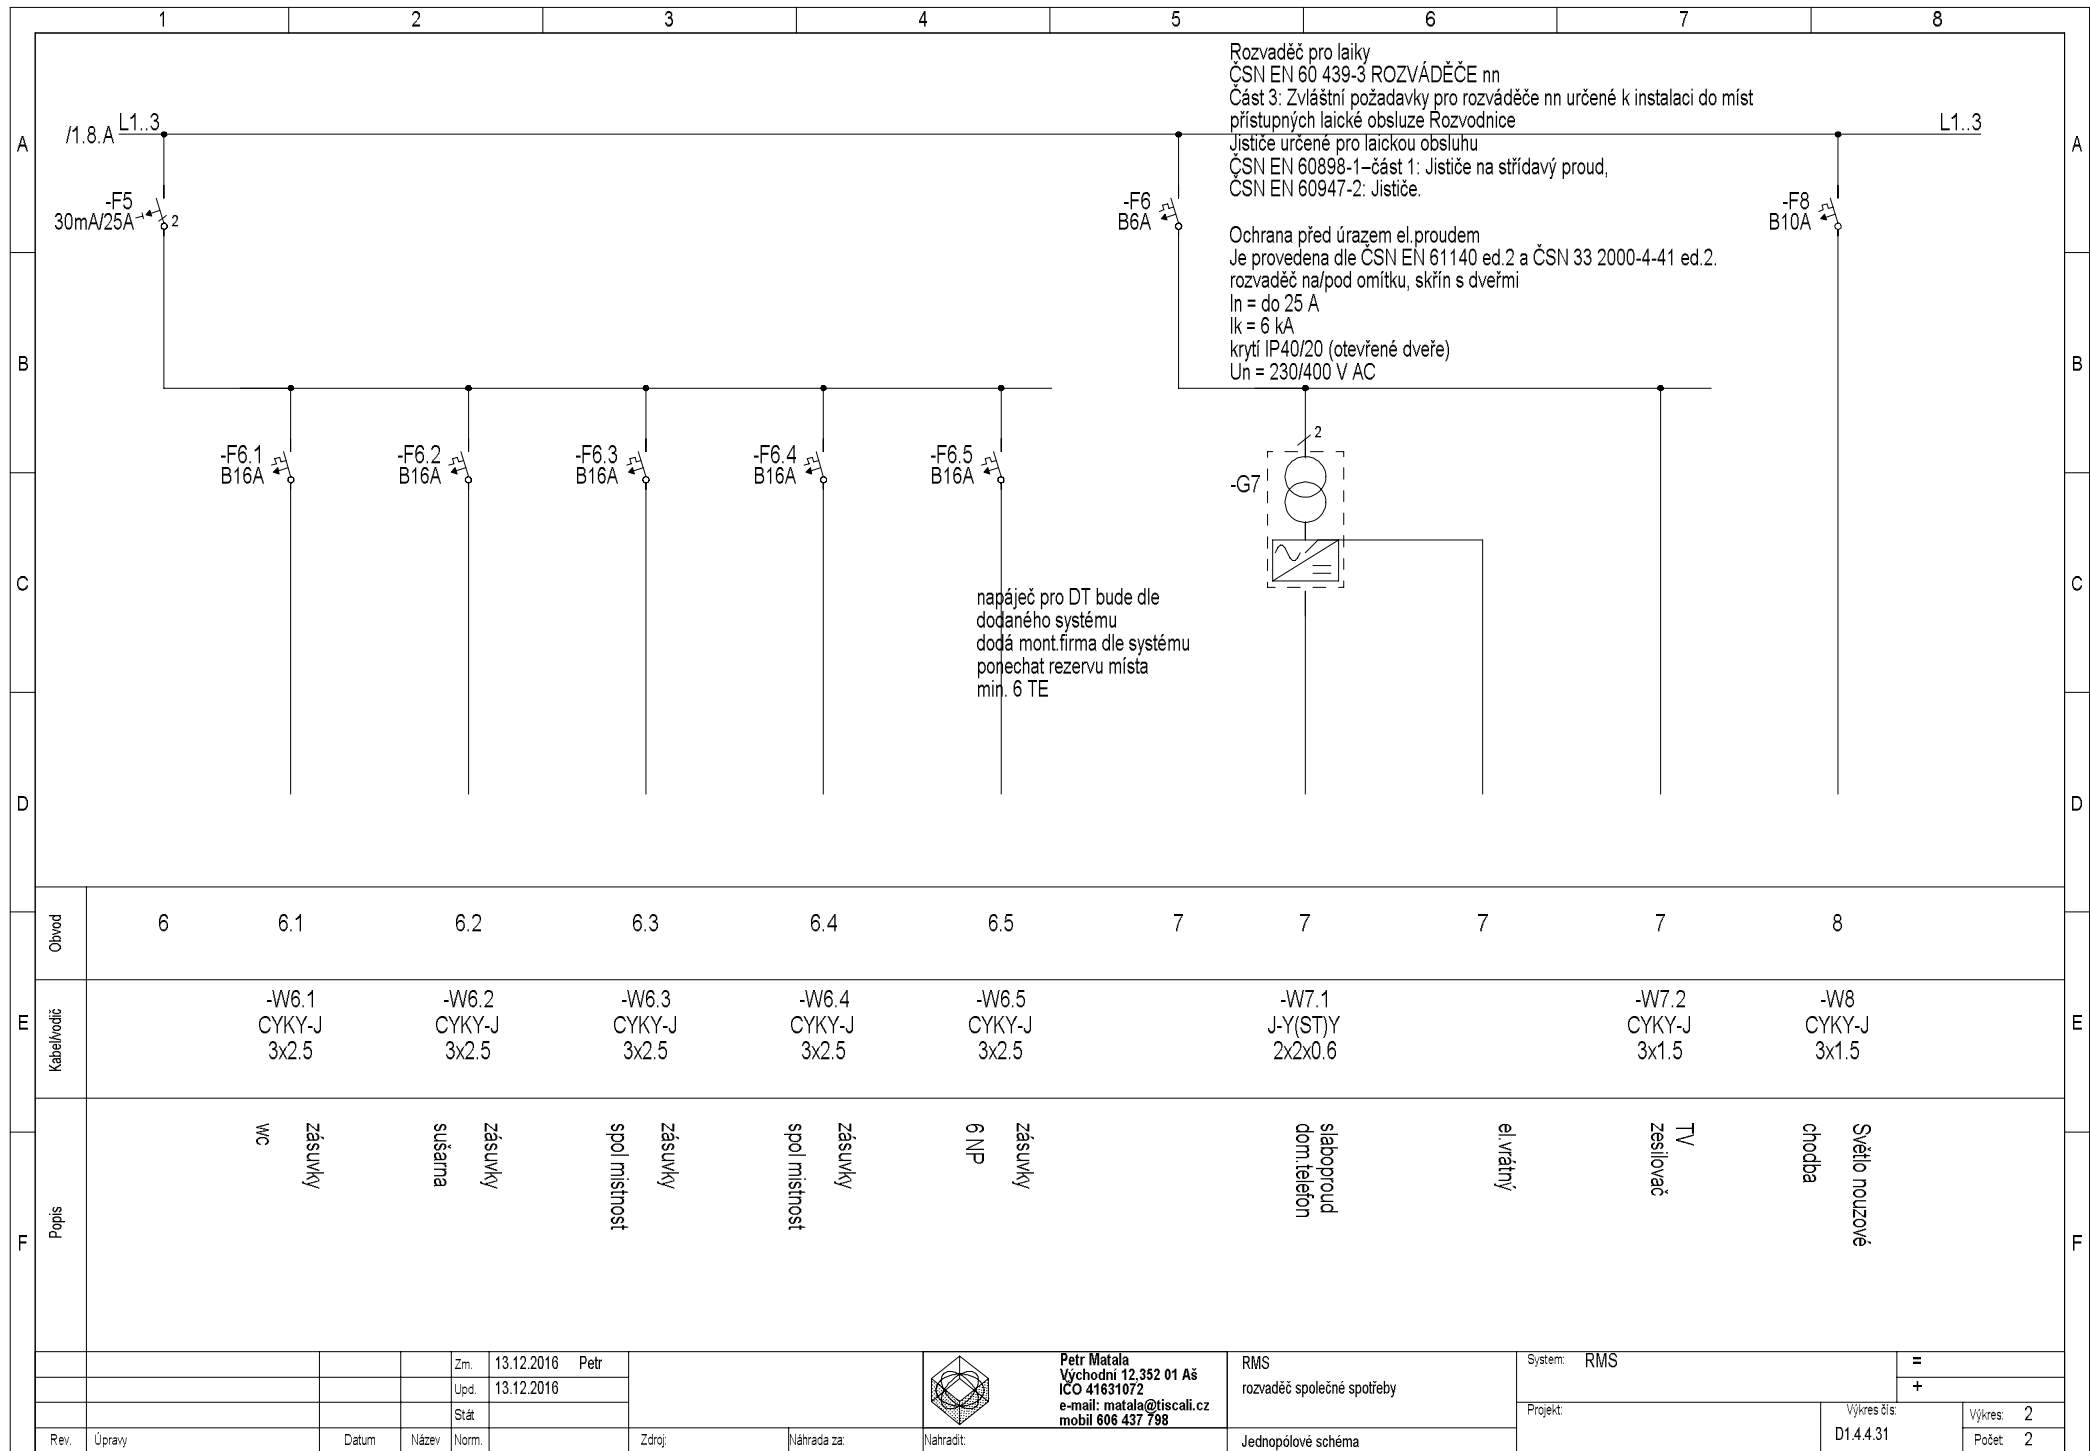 1 2 3 4 5 6 7 8
Rozvaděč pro laiky
ČSN EN 60 439-3 ROZVÁDĚČE nn
Část 3: Zvláštní požadavky pro rozváděče nn určené k instalaci do míst
přístupných laické obsluze Rozvodnice
Jističe určené pro laickou obsluhu
ČSN EN 60898-1–část 1: Jističe na střídavý proud,
ČSN EN 60947-2: Jističe.
Ochrana před úrazem el.proudem
Je provedena dle ČSN EN 61140 ed.2 a ČSN 33 2000-4-41 ed.2.
rozvaděč na/pod omítku, skřín s dveřmi
In = do 25 A
Ik = 6 kA
krytí IP40/20 (otevřené dveře)
Un = 230/400 V AC
A /1.8.A L1..3 L1..3 A
-F5
30mA/25A 2
-F6
B6A
-F8
B10A
B B
-F6.1
B16A
-F6.2
B16A
-F6.3
B16A
-F6.4
B16A
-F6.5
B16A
2
-G7
C C
napáječ pro DT bude dle
dodaného systému
dodá mont.firma dle systému
ponechat rezervu místa
min. 6 TE
D D
Obvod 6 6.1 6.2 6.3 6.4 6.5 7 7 7 7 8
E E
Kabel/vodič
-W6.1
CYKY-J
3x2.5
-W6.2
CYKY-J
3x2.5
-W6.3
CYKY-J
3x2.5
-W6.4
CYKY-J
3x2.5
-W6.5
CYKY-J
3x2.5
-W7.1
J-Y(ST)Y
2x2x0.6
-W7.2
CYKY-J
3x1.5
-W8
CYKY-J
3x1.5
F F
Popis
zásuvky
wc
zásuvky
sušarna
zásuvky
spol mistnost
zásuvky
spol mistnost
zásuvky
6 NP
slaboproud
dom.telefon
el.vrátný
TV
zesilovač
Světlo nouzové
chodba
Zm. 13.12.2016 Petr
Upd. 13.12.2016
Stát
Rev. Úpravy Datum Název Norm. Zdroj: Náhrada za: Nahradit:
Petr Matala
Východní 12,352 01 Aš
IČO 41631072
e-mail: matala@tiscali.cz
mobil 606 437 798
RMS
rozvaděč společné spotřeby
Jednopólové schéma
System: RMS
=
+
Projekt:
Výkres čís:
D1.4.4.31
Výkres: 2
Počet: 2